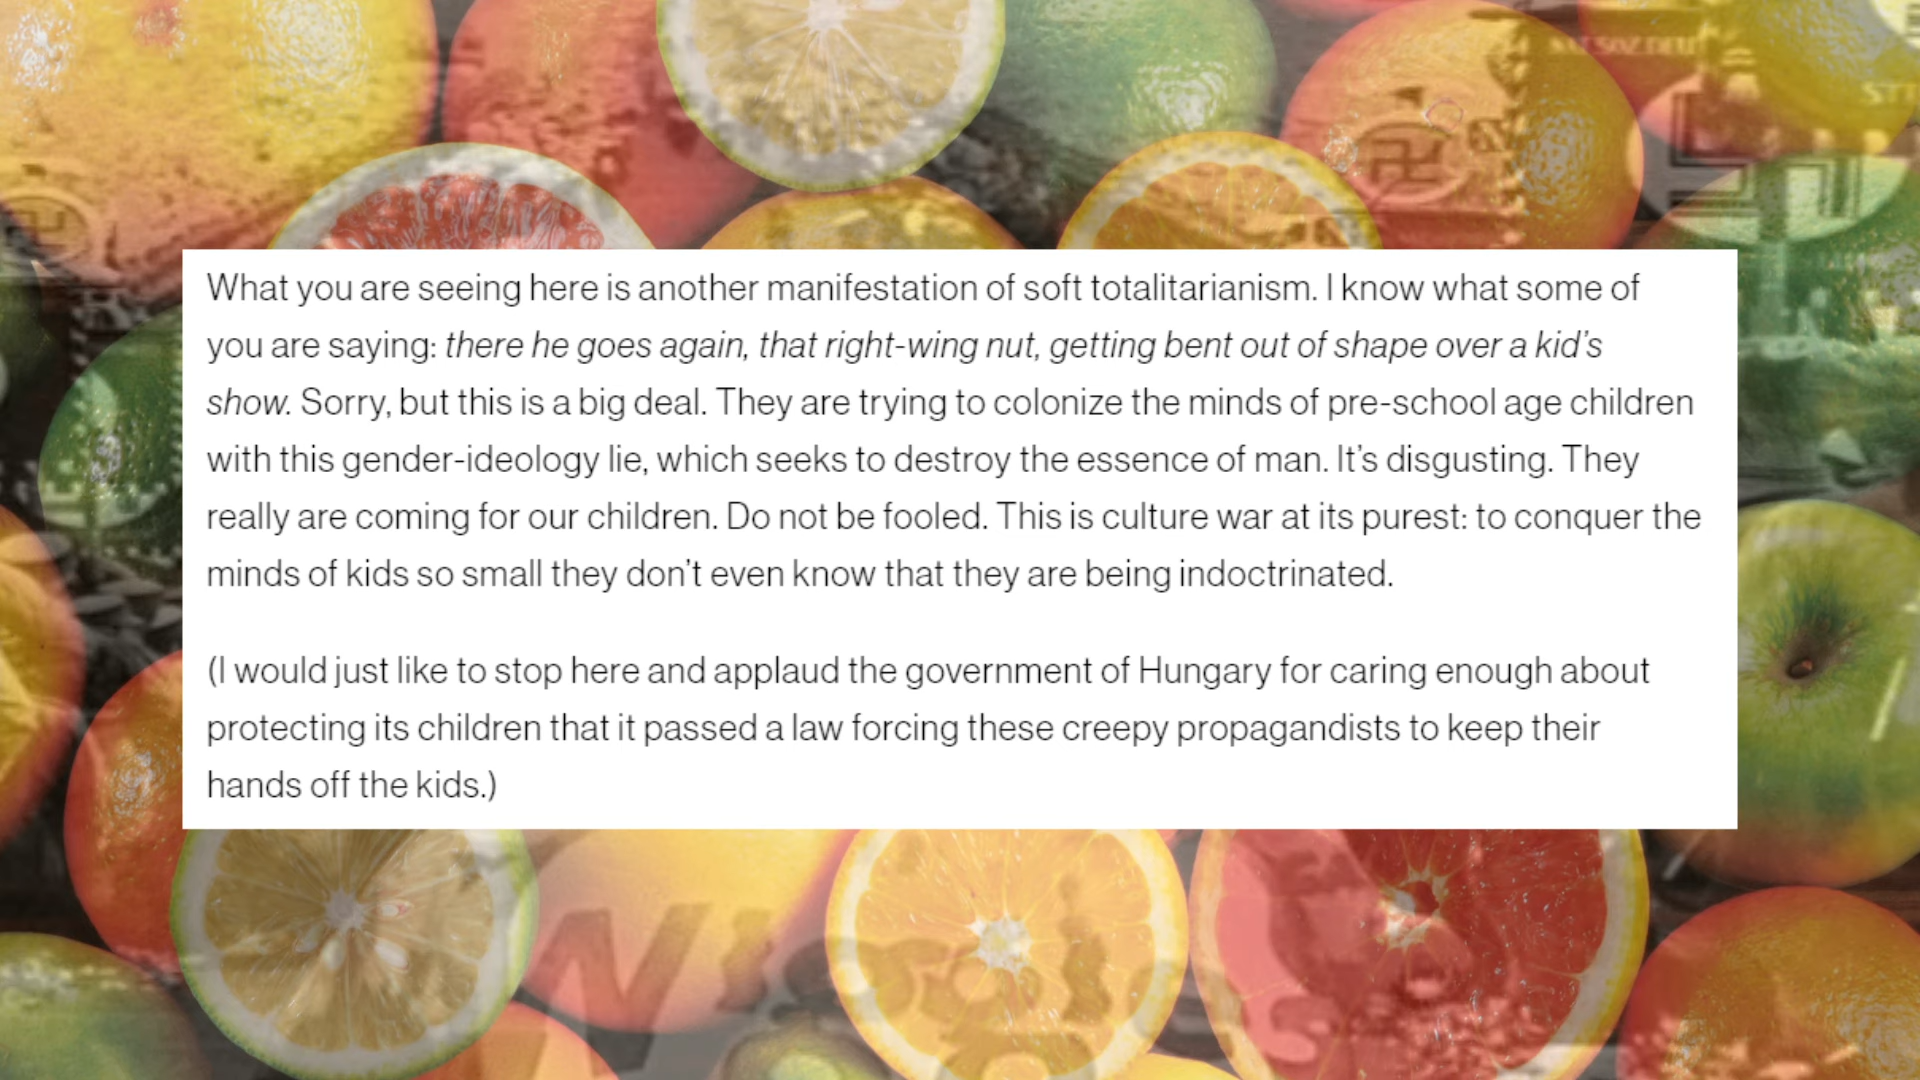 NAT.SOZ.DEU
ST
What you are seeing here is another manifestation of soft totalitarianism. I know what some of
you are saying: there he goes again, that right-wing nut, getting bent out of shape over a kid’s
show. Sorry, but this is a big deal. They are trying to colonize the minds of pre-school age children
with this gender-ideology lie, which seeks to destroy the essence of man. It’s disgusting. They
really are coming for our children. Do not be fooled. This is culture war at its purest: to conquer the
minds of kids so small they don’t even know that they are being indoctrinated.
(I would just like to stop here and applaud the government of Hungary for caring enough about
protecting its children that it passed a law forcing these creepy propagandists to keep their
hands off the kids.)